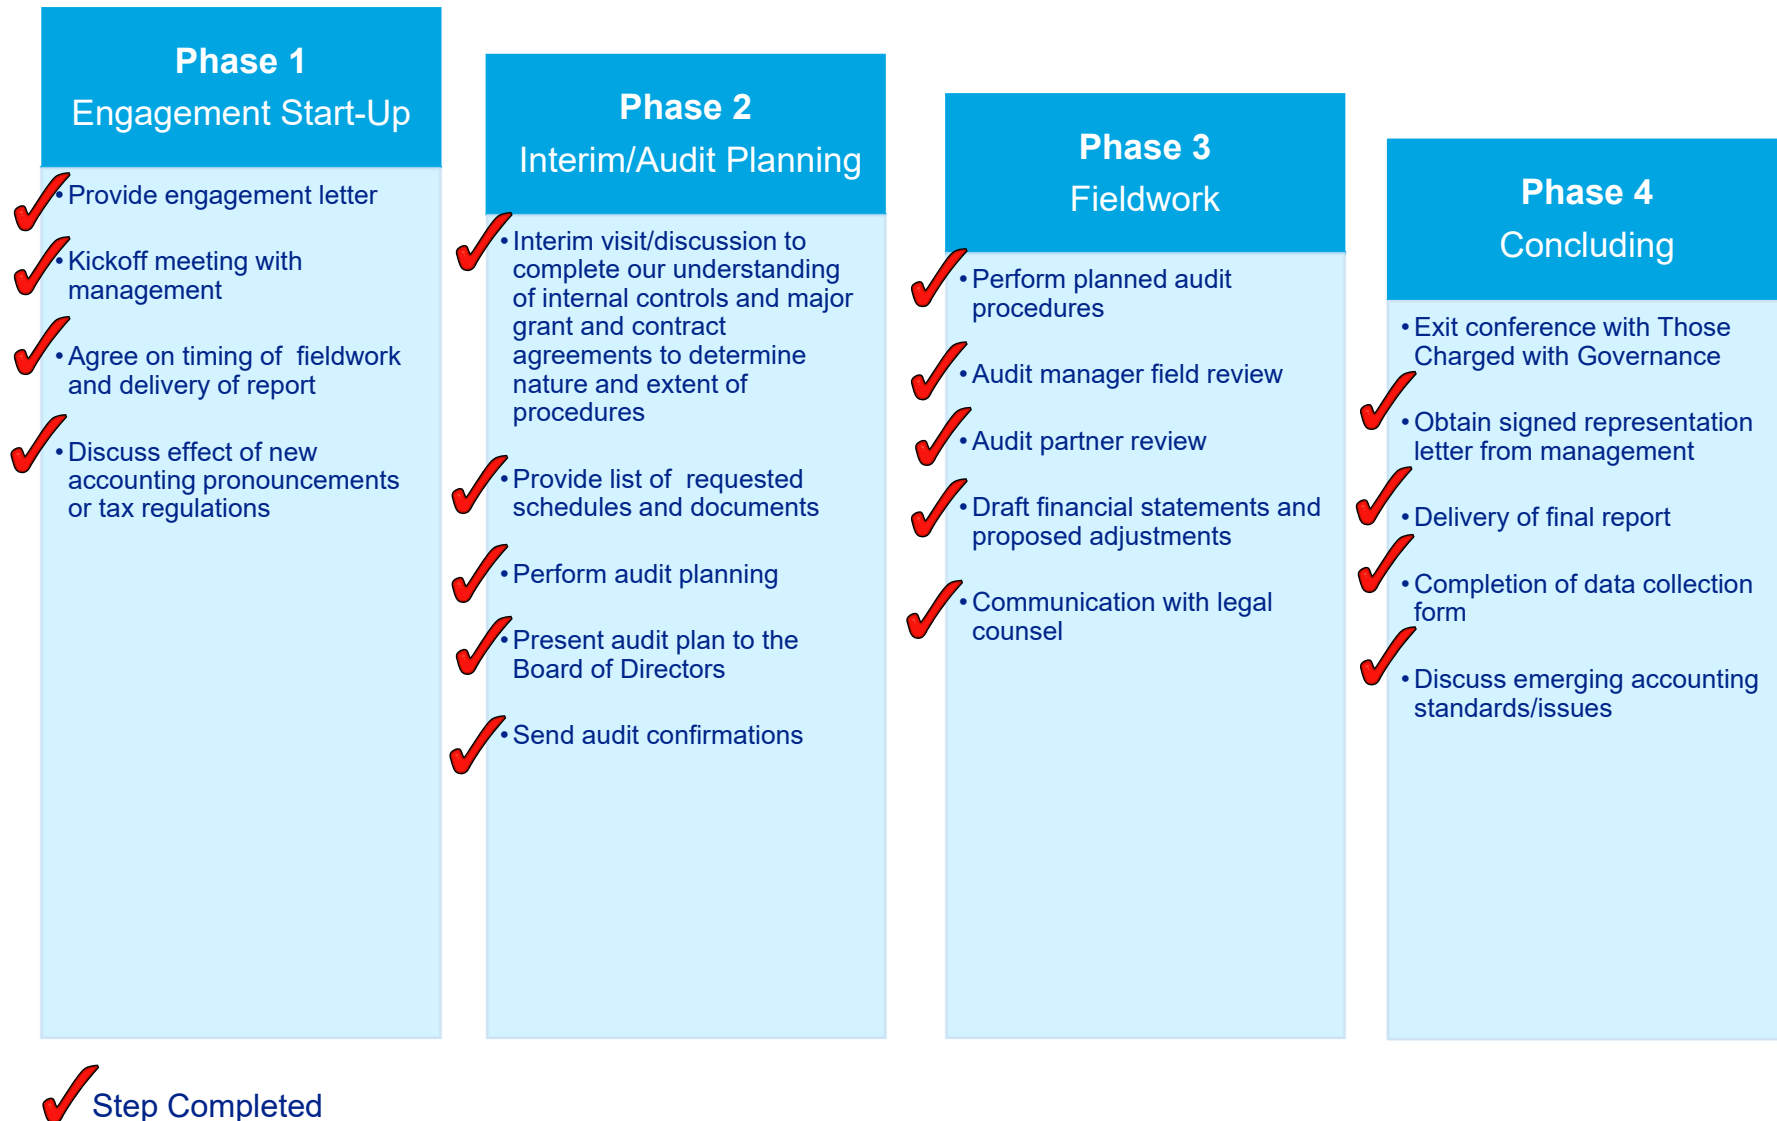 Phase 1
Engagement Start-Up
• Provide engagement letter
• Kickoff meeting with
management
• Agree on timing of  fieldwork
and delivery of report
• Discuss effect of new
accounting pronouncements
or tax regulations
Phase 2
Interim/Audit Planning
• Interim visit/discussion to
complete our understanding
of internal controls and major
grant and contract
agreements to determine
nature and extent of
procedures
• Provide list of  requested
schedules and documents
• Perform audit planning
• Present audit plan to the
Board of Directors
• Send audit confirmations
Phase 3
Fieldwork
• Perform planned audit
procedures
• Audit manager field review
• Audit partner review
• Draft financial statements and
proposed adjustments
• Communication with legal
counsel
Phase 4
Concluding
• Exit conference with Those
Charged with Governance
• Obtain signed representation
letter from management
• Delivery of final report
• Completion of data collection
form
• Discuss emerging accounting
standards/issues
Step Completed